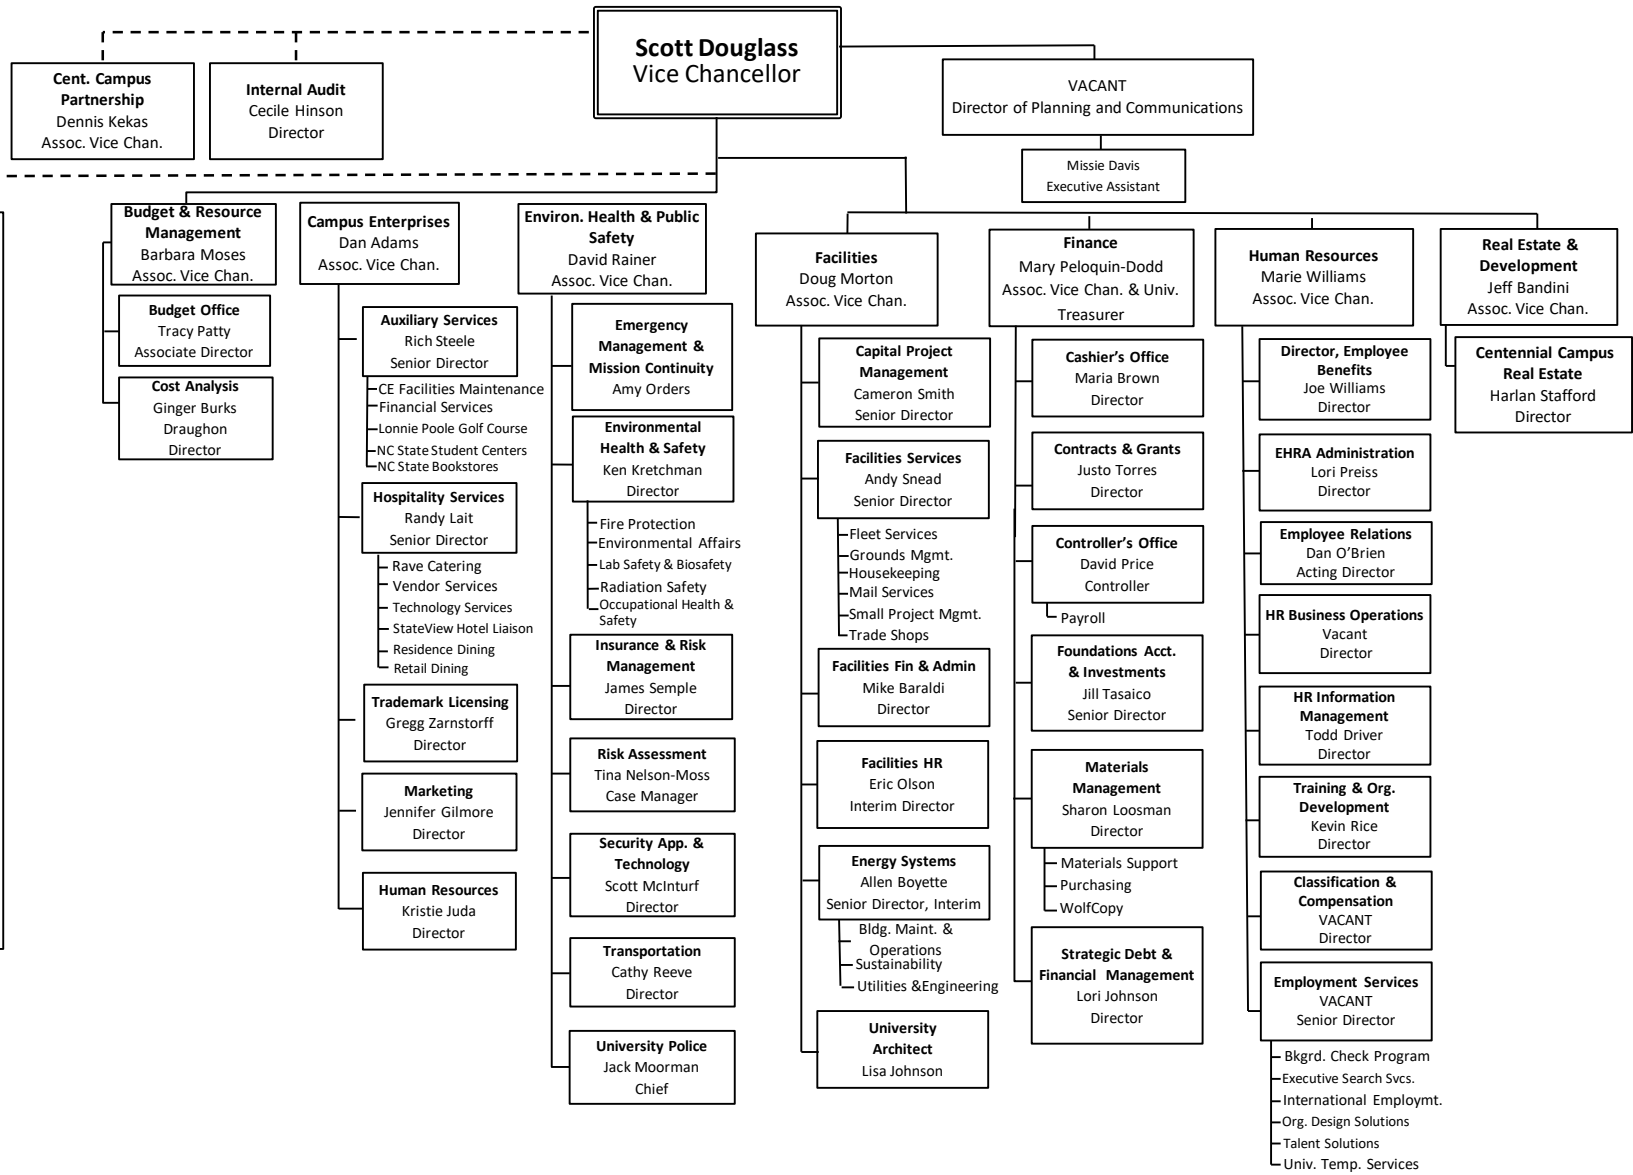 Scott Douglass
Vice Chancellor
Cent. Campus
Partnership
Dennis Kekas
Assoc. Vice Chan.
Internal Audit
Cecile Hinson
Director
VACANT
Director of Planning and Communications
Missie Davis
Executive Assistant
Budget & Resource
Management
Barbara Moses
Assoc. Vice Chan.
Budget Office
Tracy Patty
Associate Director
Cost Analysis
Ginger Burks
Draughon
Director
Campus Enterprises
Dan Adams
Assoc. Vice Chan.
Auxiliary Services
Rich Steele
Senior Director
CE Facilities Maintenance
Financial Services
Lonnie Poole Golf Course
NC State Student Centers
NC State Bookstores
Hospitality Services
Randy Lait
Senior Director
Rave Catering
Vendor Services
Technology Services
StateView Hotel Liaison
Residence Dining
Retail Dining
Trademark Licensing
Gregg Zarnstorff
Director
Marketing
Jennifer Gilmore
Director
Human Resources
Kristie Juda
Director
Environ. Health & Public
Safety
David Rainer
Assoc. Vice Chan.
Emergency
Management &
Mission Continuity
Amy Orders
Environmental
Health & Safety
Ken Kretchman
Director
Fire Protection
Environmental Affairs
Lab Safety & Biosafety
Radiation Safety
Occupational Health &
Safety
Insurance & Risk
Management
James Semple
Director
Risk Assessment
Tina Nelson-Moss
Case Manager
Security App. &
Technology
Scott McInturf
Director
Transportation
Cathy Reeve
Director
University Police
Jack Moorman
Chief
Facilities
Doug Morton
Assoc. Vice Chan.
Capital Project
Management
Cameron Smith
Senior Director
Facilities Services
Andy Snead
Senior Director
Fleet Services
Grounds Mgmt.
Housekeeping
Mail Services
Small Project Mgmt.
Trade Shops
Facilities Fin & Admin
Mike Baraldi
Director
Facilities HR
Eric Olson
Interim Director
Energy Systems
Allen Boyette
Senior Director, Interim
Bldg. Maint. &
Operations
Sustainability
Utilities &Engineering
University
Architect
Lisa Johnson
Finance
Mary Peloquin-Dodd
Assoc. Vice Chan. & Univ.
Treasurer
Cashier’s Office
Maria Brown
Director
Contracts & Grants
Justo Torres
Director
Controller’s Office
David Price
Controller
Payroll
Foundations Acct.
& Investments
Jill Tasaico
Senior Director
Materials
Management
Sharon Loosman
Director
Materials Support
Purchasing
WolfCopy
Strategic Debt &
Financial Management
Lori Johnson
Director
Human Resources
Marie Williams
Assoc. Vice Chan.
Director, Employee
Benefits
Joe Williams
Director
EHRA Administration
Lori Preiss
Director
Employee Relations
Dan O’Brien
Acting Director
HR Business Operations
Vacant
Director
HR Information
Management
Todd Driver
Director
Training & Org.
Development
Kevin Rice
Director
Classification &
Compensation
VACANT
Director
Employment Services
VACANT
Senior Director
Bkgrd. Check Program
Executive Search Svcs.
International Employmt.
Org. Design Solutions
Talent Solutions
Univ. Temp. Services
Real Estate &
Development
Jeff Bandini
Assoc. Vice Chan.
Centennial Campus
Real Estate
Harlan Stafford
Director